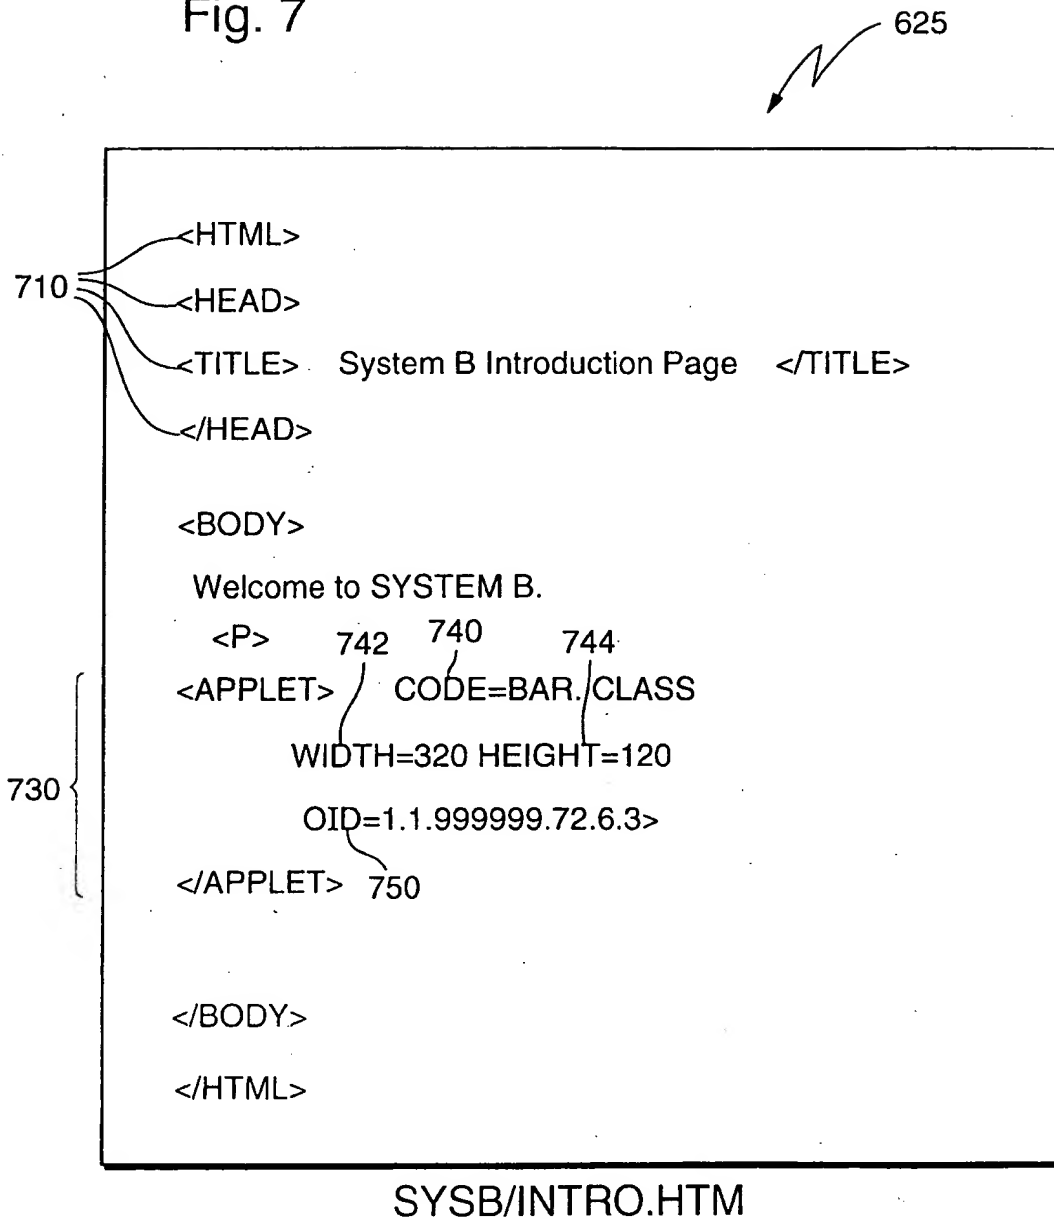 Fig. 7
625
<HTML>
710
<HEAD>
<TITLE> System B Introduction Page </TITLE>
</HEAD>
<BODY>
Welcome to SYSTEM B.
<P> 742 740 744
<APPLET> CODE=BAR. CLASS
WIDTH=320 HEIGHT=120
730
OID=1.1.999999.72.6.3>
</APPLET> 750
</BODY>
</HTML>
SYSB/INTRO.HTM